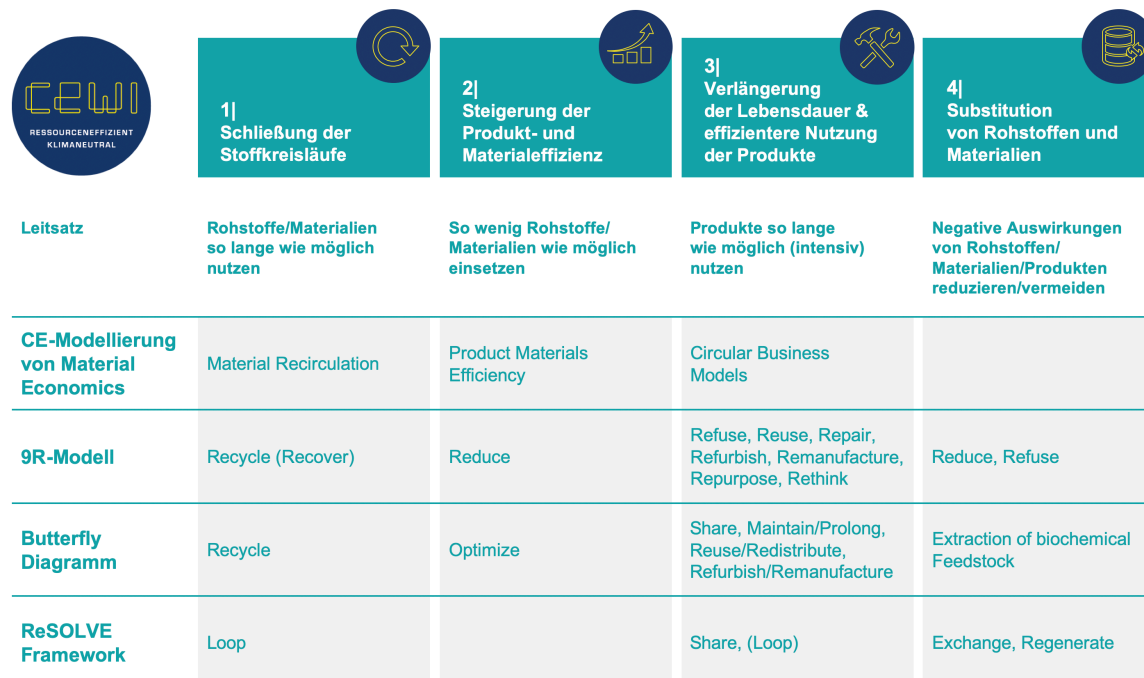 cewi
RESSOURCENEFFIZIENT
KLIMANEUTRAL
1|
Schließung der
Stoffkreisläufe
2|
Steigerung der
Produkt- und
Materialeffizienz
3|
Verlängerung
der Lebensdauer &
effizientere Nutzung
der Produkte
4|
Substitution
von Rohstoffen und
Materialien
Leitsatz
Rohstoffe/Materialien
so lange wie möglich
nutzen
So wenig Rohstoffe/
Materialien wie möglich
einsetzen
Produkte so lange
wie möglich (intensiv)
nutzen
Negative Auswirkungen
von Rohstoffen/
Materialien/Produkten
reduzieren/vermeiden
CE-Modellierung
von Material
Economics
Material Recirculation
Product Materials
Efficiency
Circular Business
Models
9R-Modell
Recycle (Recover)
Reduce
Refuse, Reuse, Repair,
Refurbish, Remanufacture,
Repurpose, Rethink
Reduce, Refuse
Butterfly
Diagramm
Recycle
Optimize
Share, Maintain/Prolong,
Reuse/Redistribute,
Refurbish/Remanufacture
Extraction of biochemical
Feedstock
ReSOLVE
Framework
Loop
Share, (Loop)
Exchange, Regenerate